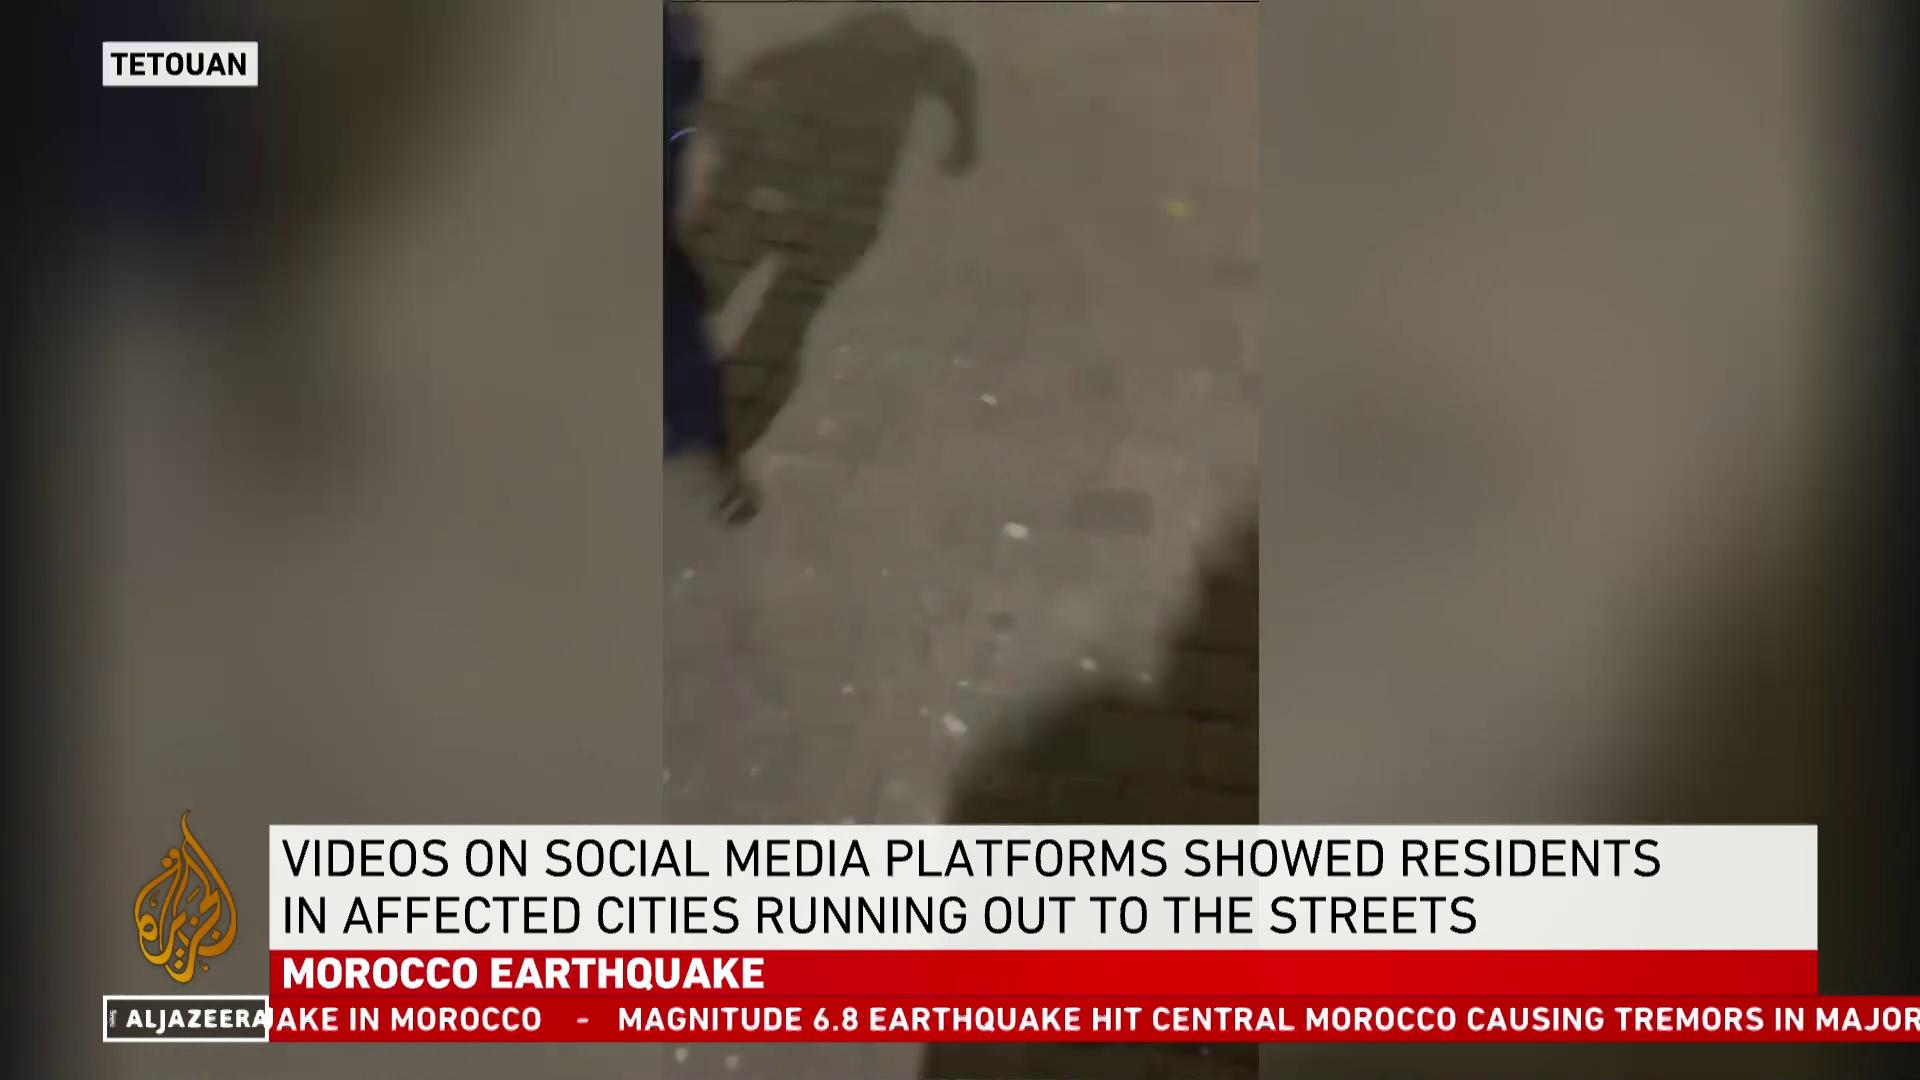 TETOUAN
VIDEOS ON SOCIAL MEDIA PLATFORMS SHOWED RESIDENTS
IN AFFECTED CITIES RUNNING OUT TO THE STREETS
MOROCCO EARTHQUAKE
ALJAZEERA
AKE IN MOROCCO - MAGNITUDE 6.8 EARTHQUAKE HIT CENTRAL MOROCCO CAUSING TREMORS IN MAJOR